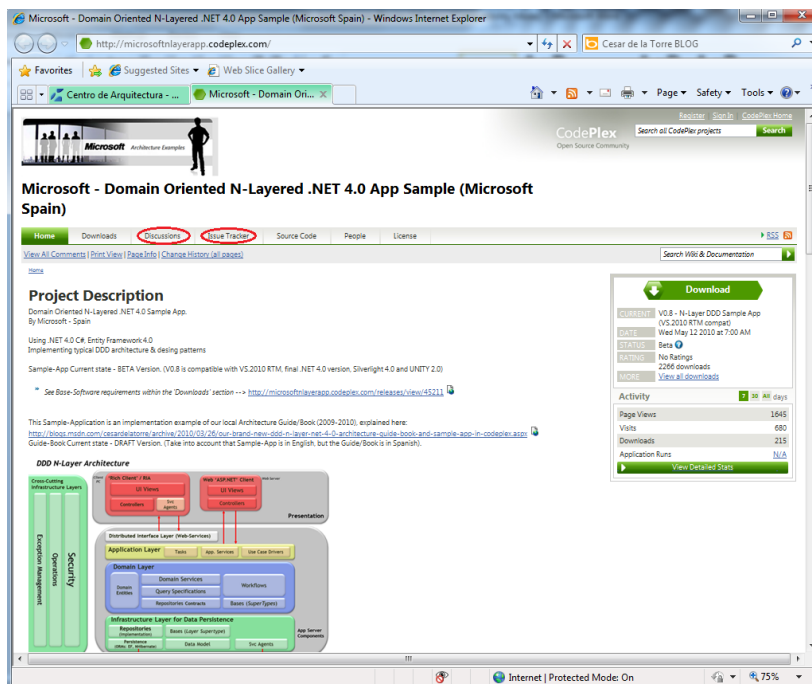 Microsoft - Domain Oriented N-Layered .NET 4.0 App Sample (Microsoft Spain) - Windows Internet Explorer
http://microsoftnlayerapp.codeplex.com/
Cesar de la Torre BLOG
Favorites Suggested Sites Web Slice Gallery
Centro de Arquitectura - ... Microsoft - Domain Ori... X
Page Safety Tools
Register Sign In CodePlex Home
CodePlex Search all CodePlex projects Search
Open Source Community
Microsoft Architecture Examples
Microsoft - Domain Oriented N-Layered .NET 4.0 App Sample (Microsoft
Spain)
Home Downloads Discussions Issue Tracker Source Code People License RSS
View All Comments | Print View | Page Info | Change History (all pages) Search Wiki & Documentation
Home
Project Description
Domain Oriented N-Layered .NET 4.0 Sample App.
By Microsoft - Spain
Using .NET 4.0 C#, Entity Framework 4.0
Implementing typical DDD architecture & desing patterns
Sample-App Current state - BETA Version. (V0.8 is compatible with VS.2010 RTM, final .NET 4.0 version, Silverlight 4.0 and UNITY 2.0)
" See Base-Software requirements within the 'Downloads' section --> http://microsoftnlayerapp.codeplex.com/releases/view/45211
This Sample-Application is an implementation example of our local Architecture Guide/Book (2009-2010), explained here:
http://blogs.msdn.com/cesardelatorre/archive/2010/03/26/our-brand-new-ddd-n-layer-net-4-0-architecture-guide-book-and-sample-app-in-codeplex.aspx
Guide-Book Current state - DRAFT Version. (Take into account that Sample-App is in English, but the Guide/Book is in Spanish).
Download
CURRENT V0.8 - N-Layer DDD Sample App
(VS.2010 RTM compat)
DATE Wed May 12 2010 at 7:00 AM
STATUS Beta
RATING No Ratings
2266 downloads
MORE View all downloads
Activity 7 30 All days
Page Views 1645
Visits 680
Downloads 215
Application Runs N/A
View Detailed Stats
DDD N-Layer Architecture
Cross-Cutting
Infrastructure Layers
Exception Management
Operations
Security
"Rich Client" / RIA
UI Views
Controllers
Svc
Agents
Web "ASP.NET" Client
Web Server
UI Views
Controllers
Presentation
Distributed Interface Layer (Web-Services)
Application Layer Tasks App. Services Use Case Drivers
Domain Layer
Domain
Entities
Domain Services
Query Specifications
Workflows
Repositories Contracts Bases (SuperTypes)
Infrastructure Layer for Data Persistence
Repositories
(Implementation)
Bases (Layer Supertype)
App Server
Components
Persistence
Data Model Svc Agents
Internet | Protected Mode: On 75%